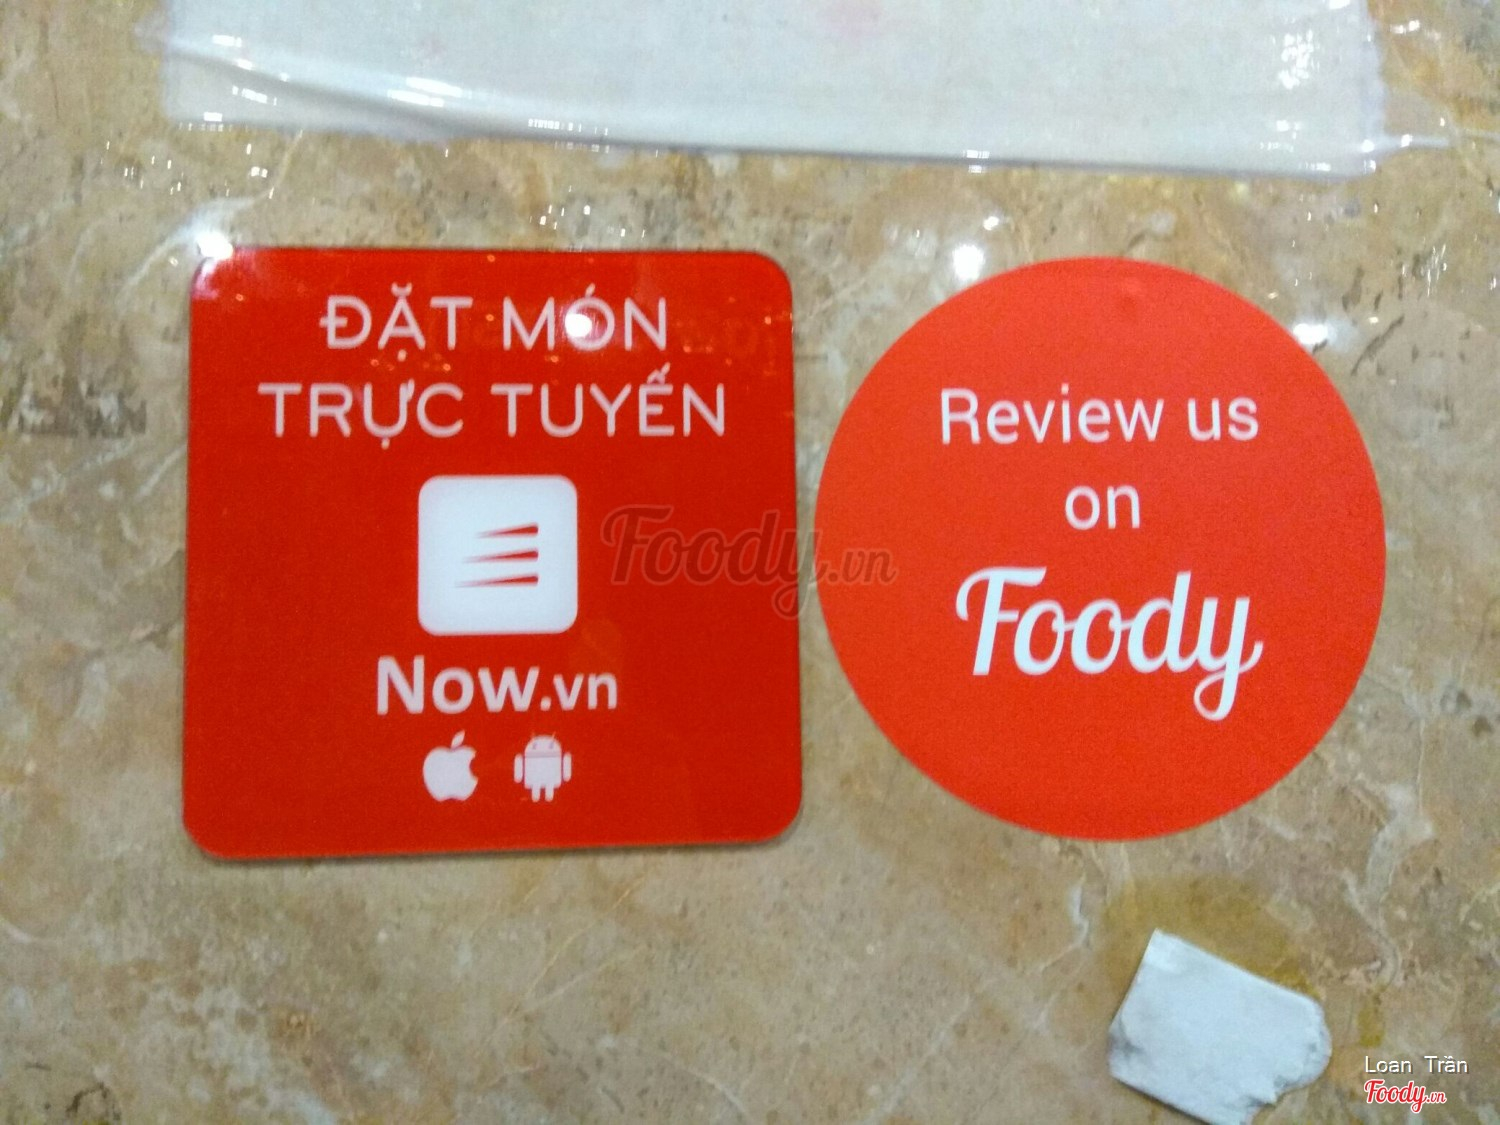 ĐẶT MÓN
TRỰC TUYẾN
Now.vn
Review us
on
Foody
Foody.vn
Loan Trần
Foody.vn